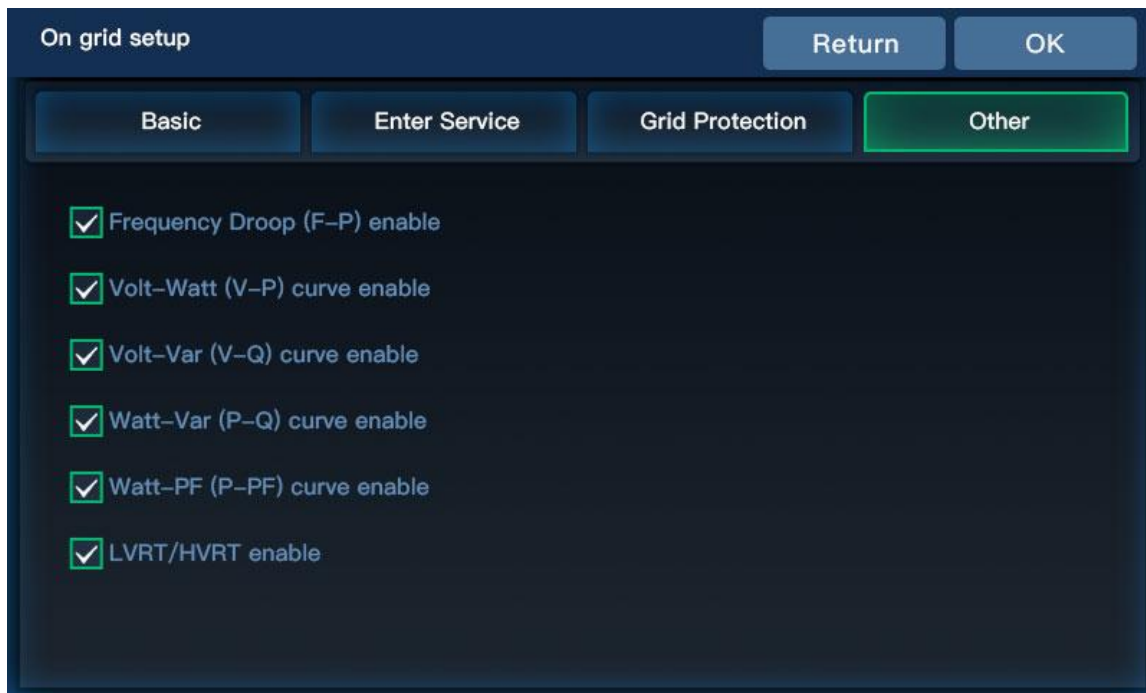 On grid setup
Return
OK
Basic
Enter Service
Grid Protection
Other
Frequency Droop (F-P) enable
Volt-Watt (V-P) curve enable
Volt-Var (V-Q) curve enable
Watt-Var (P-Q) curve enable
Watt-PF (P-PF) curve enable
LVRT/HVRT enable